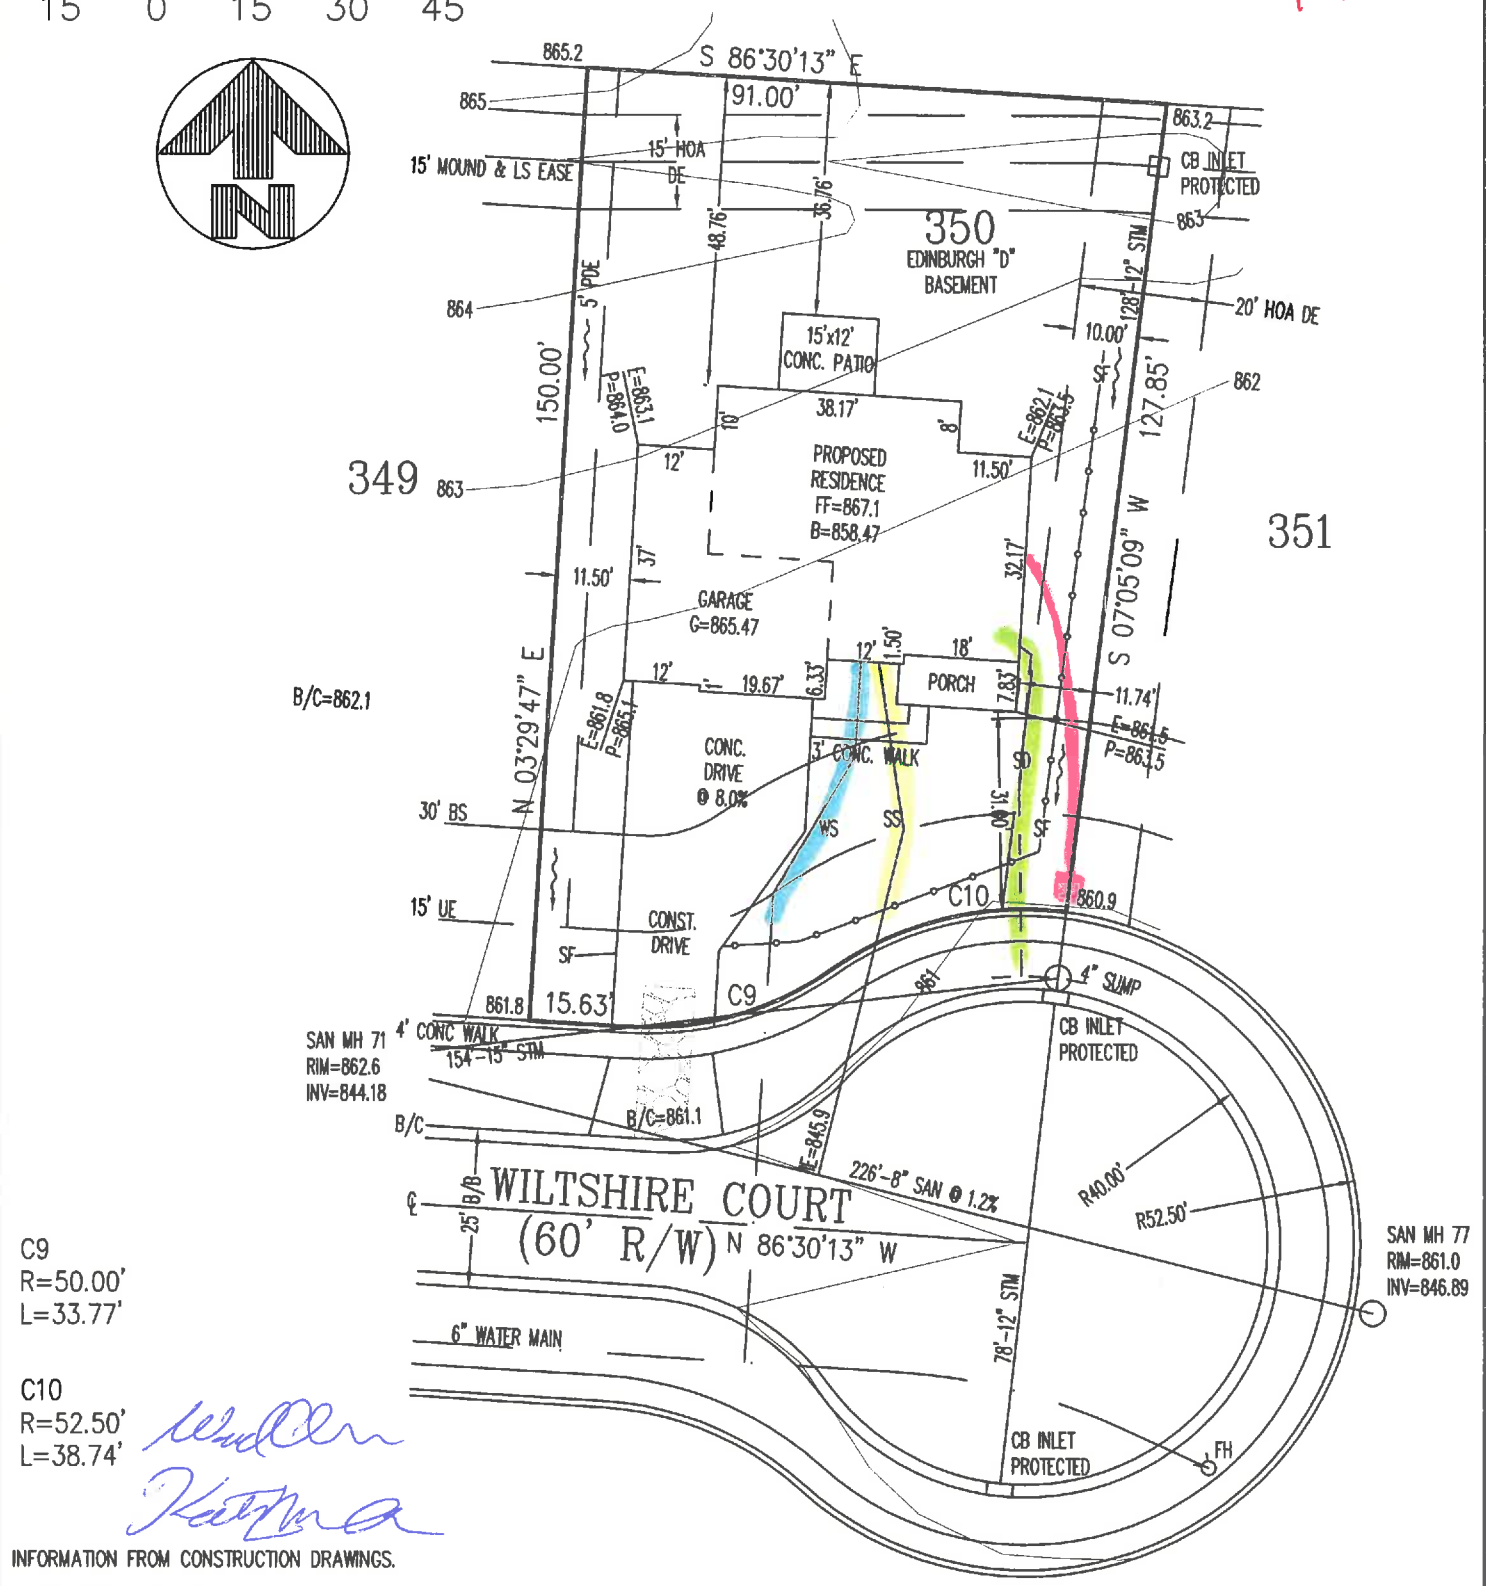 15 0 15 30 45
865.2
S 86°30'13" E
91.00'
865
863.2
15' HOA
DE
15' MOUND & LS EASE
CB INLET
PROTECTED
N
36.76'
48.76'
350
863
EDINBURGH "D"
BASEMENT
128'-12" STM
5' PDE
864
20' HOA DE
15'x12'
CONC. PATIO
10.00'
SF
150.00'
E=863.1
P=864.0
862
127.85'
E=862.1
P=863.5
38.17'
10'
8'
12'
PROPOSED
RESIDENCE
FF=867.1
B=858.47
11.50'
349
863
S 07°05'09" W
351
37'
32.17'
11.50'
GARAGE
G=865.47
12'
1.50'
18'
12'
19.67'
6.33'
PORCH
7.83'
11.74'
N 03°29'47" E
B/C=862.1
E=861.8
P=865.1
E=861.5
P=863.5
CONC.
DRIVE
@ 8.0%
3' CONC. WALK
SD
31.00'
30' BS
WS
SS
SF
15' UE
C10
860.9
CONST.
DRIVE
SF
861
4" SUMP
C9
861.8
15.63'
CB INLET
PROTECTED
4' CONC WALK
154'-15" STM
SAN MH 71
RIM=862.6
INV=844.18
B/C=861.1
B/C
IE=845.9
226'-8" SAN @ 1.2%
R40.00'
WILTSHIRE COURT
(60' R/W)
N 86°30'13" W
25' B/B
R52.50'
SAN MH 77
RIM=861.0
INV=846.89
C9
R=50.00'
L=33.77'
78'-12" STM
6" WATER MAIN
C10
R=52.50'
L=38.74'
CB INLET
PROTECTED
FH
INFORMATION FROM CONSTRUCTION DRAWINGS.